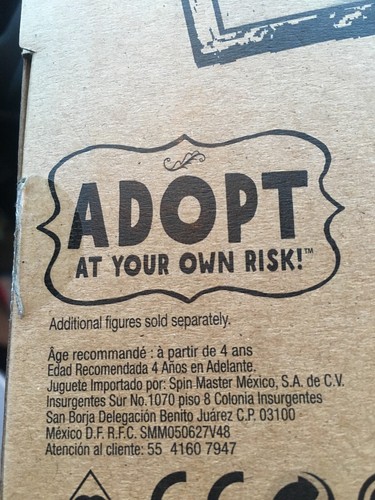 ADOPT
AT YOUR OWN RISK!™
Additional figures sold separately.
Âge recommandé : à partir de 4 ans
Edad Recomendada 4 Años en Adelante.
Juguete Importado por: Spin Master México, S.A. de C.V.
Insurgentes Sur No.1070 piso 8 Colonia Insurgentes
San Borja Delegación Benito Juárez C.P. 03100
México D.F. R.F.C. SMM050627V48
Atención al cliente: 55 4160 7947